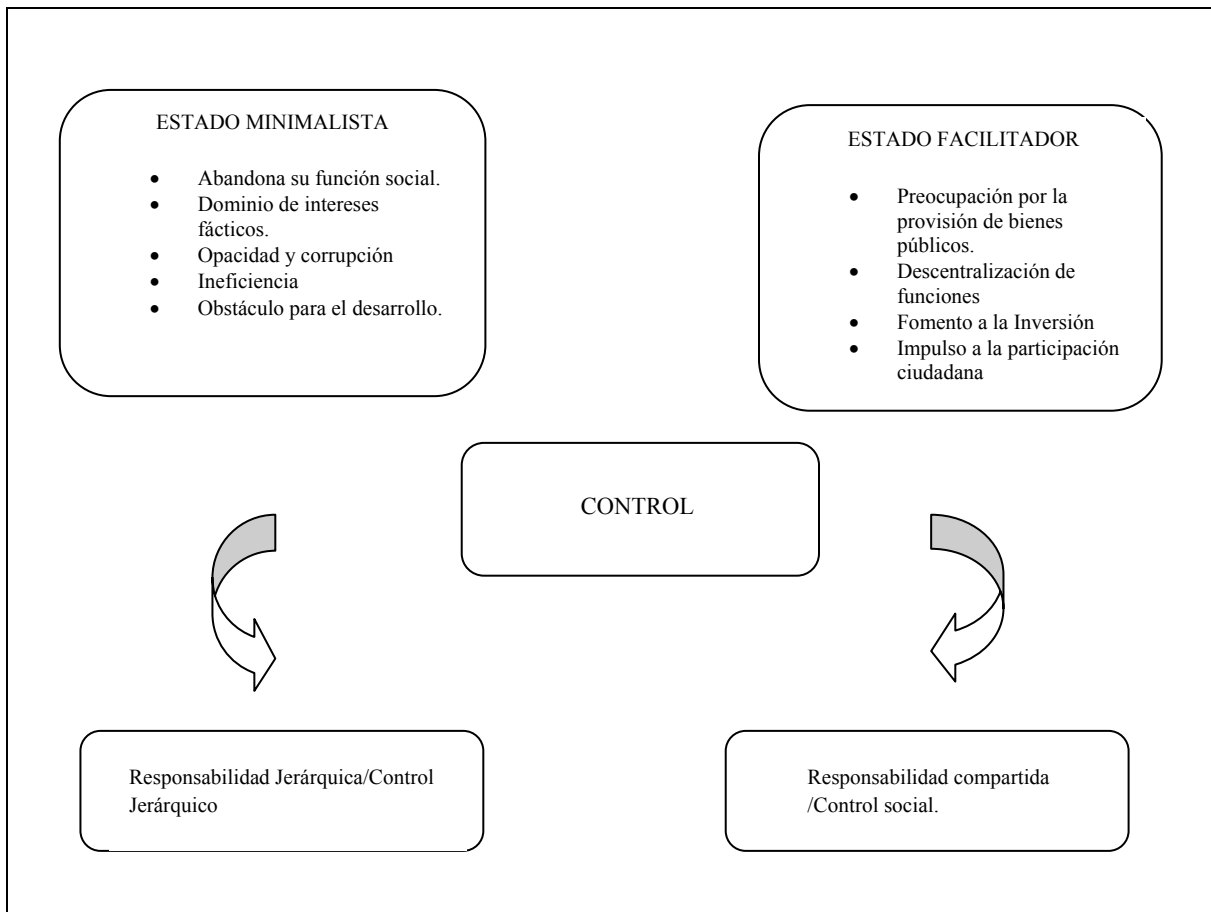 ESTADO MINIMALISTA
• Abandona su función social.
• Dominio de intereses
fácticos.
• Opacidad y corrupción
• Ineficiencia
• Obstáculo para el desarrollo.
ESTADO FACILITADOR
• Preocupación por la
provisión de bienes
públicos.
• Descentralización de
funciones
• Fomento a la Inversión
• Impulso a la participación
ciudadana
CONTROL
Responsabilidad Jerárquica/Control
Jerárquico
Responsabilidad compartida
/Control social.